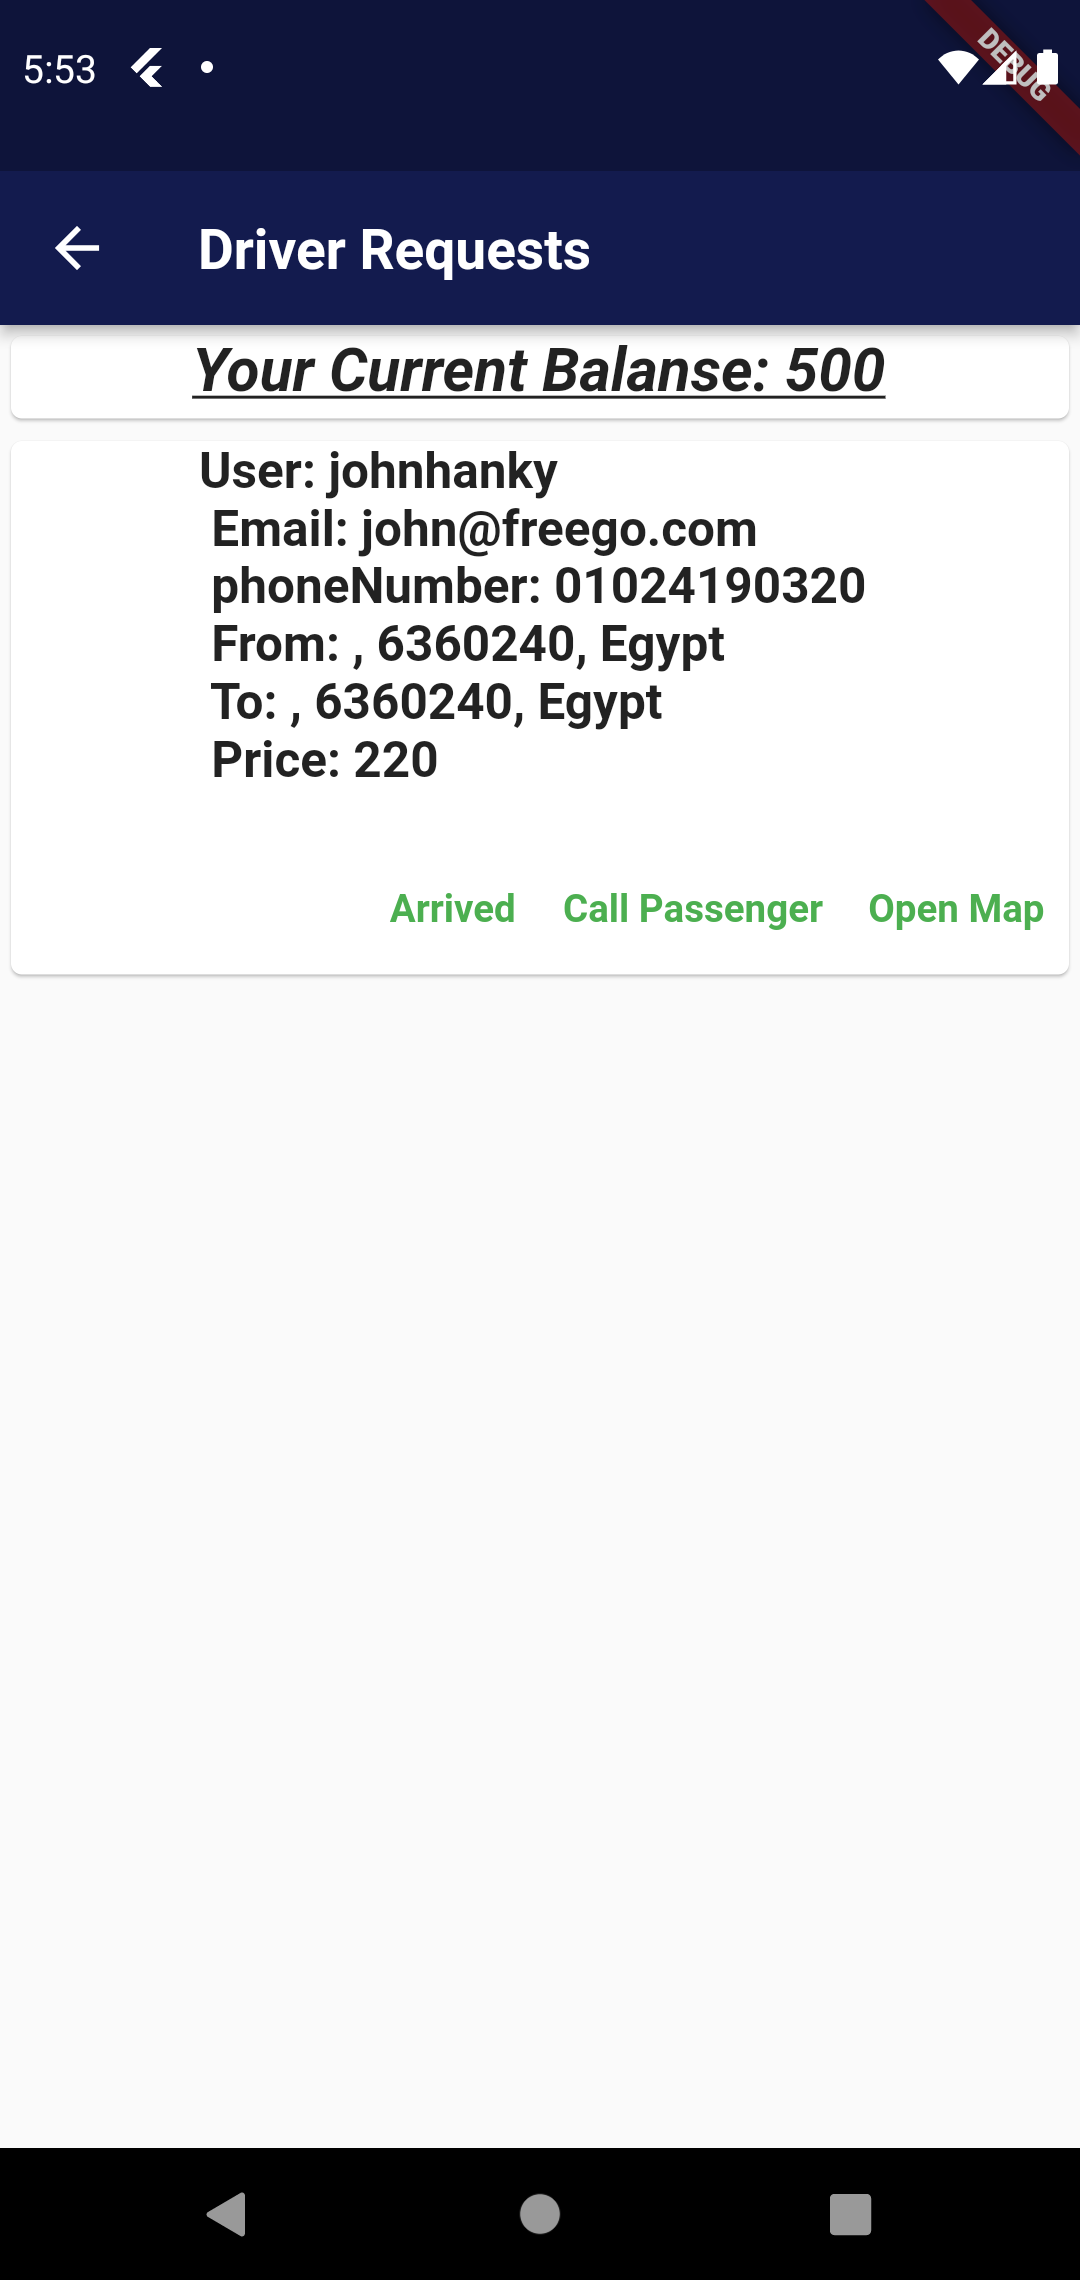 5:53
DEBUG
Driver Requests
Your Current Balanse: 500
User: johnhanky
Email: john@freego.com
phoneNumber: 01024190320
From: , 6360240, Egypt
To: , 6360240, Egypt
Price: 220
Arrived Call Passenger Open Map